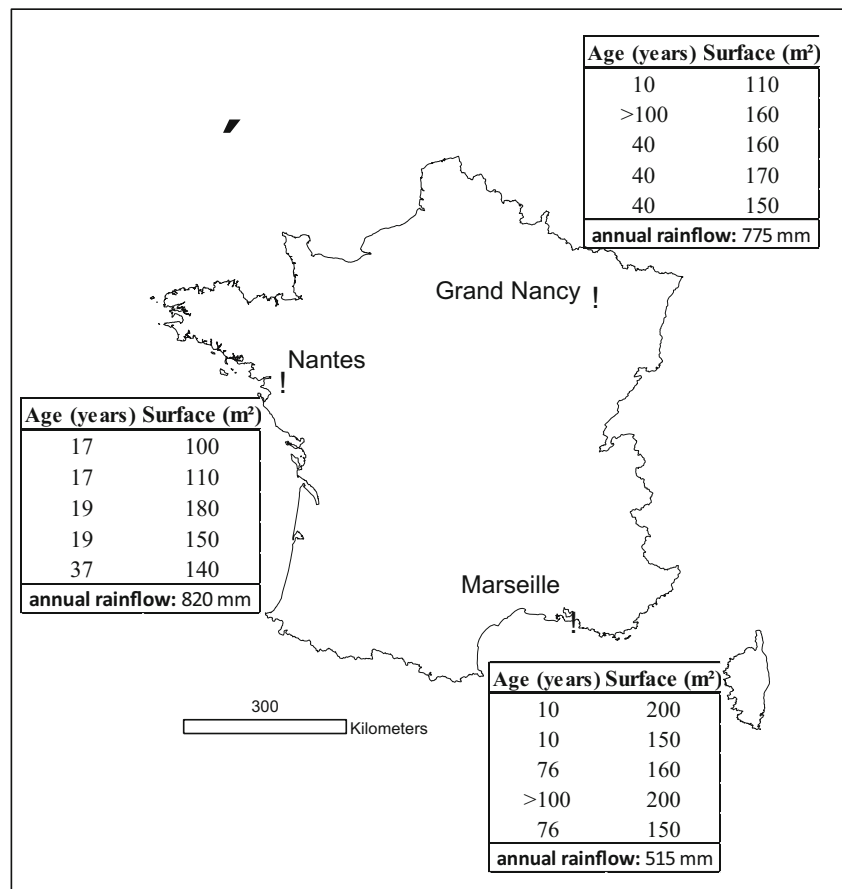 Age (years) Surface (m²)
10 110
>100 160
40 160
40 170
40 150
annual rainflow: 775 mm
Grand Nancy !
Nantes
!
Age (years) Surface (m²)
17 100
17 110
19 180
19 150
37 140
annual rainflow: 820 mm
Marseille
!
Age (years) Surface (m²)
10 200
10 150
76 160
>100 200
76 150
annual rainflow: 515 mm
300
Kilometers